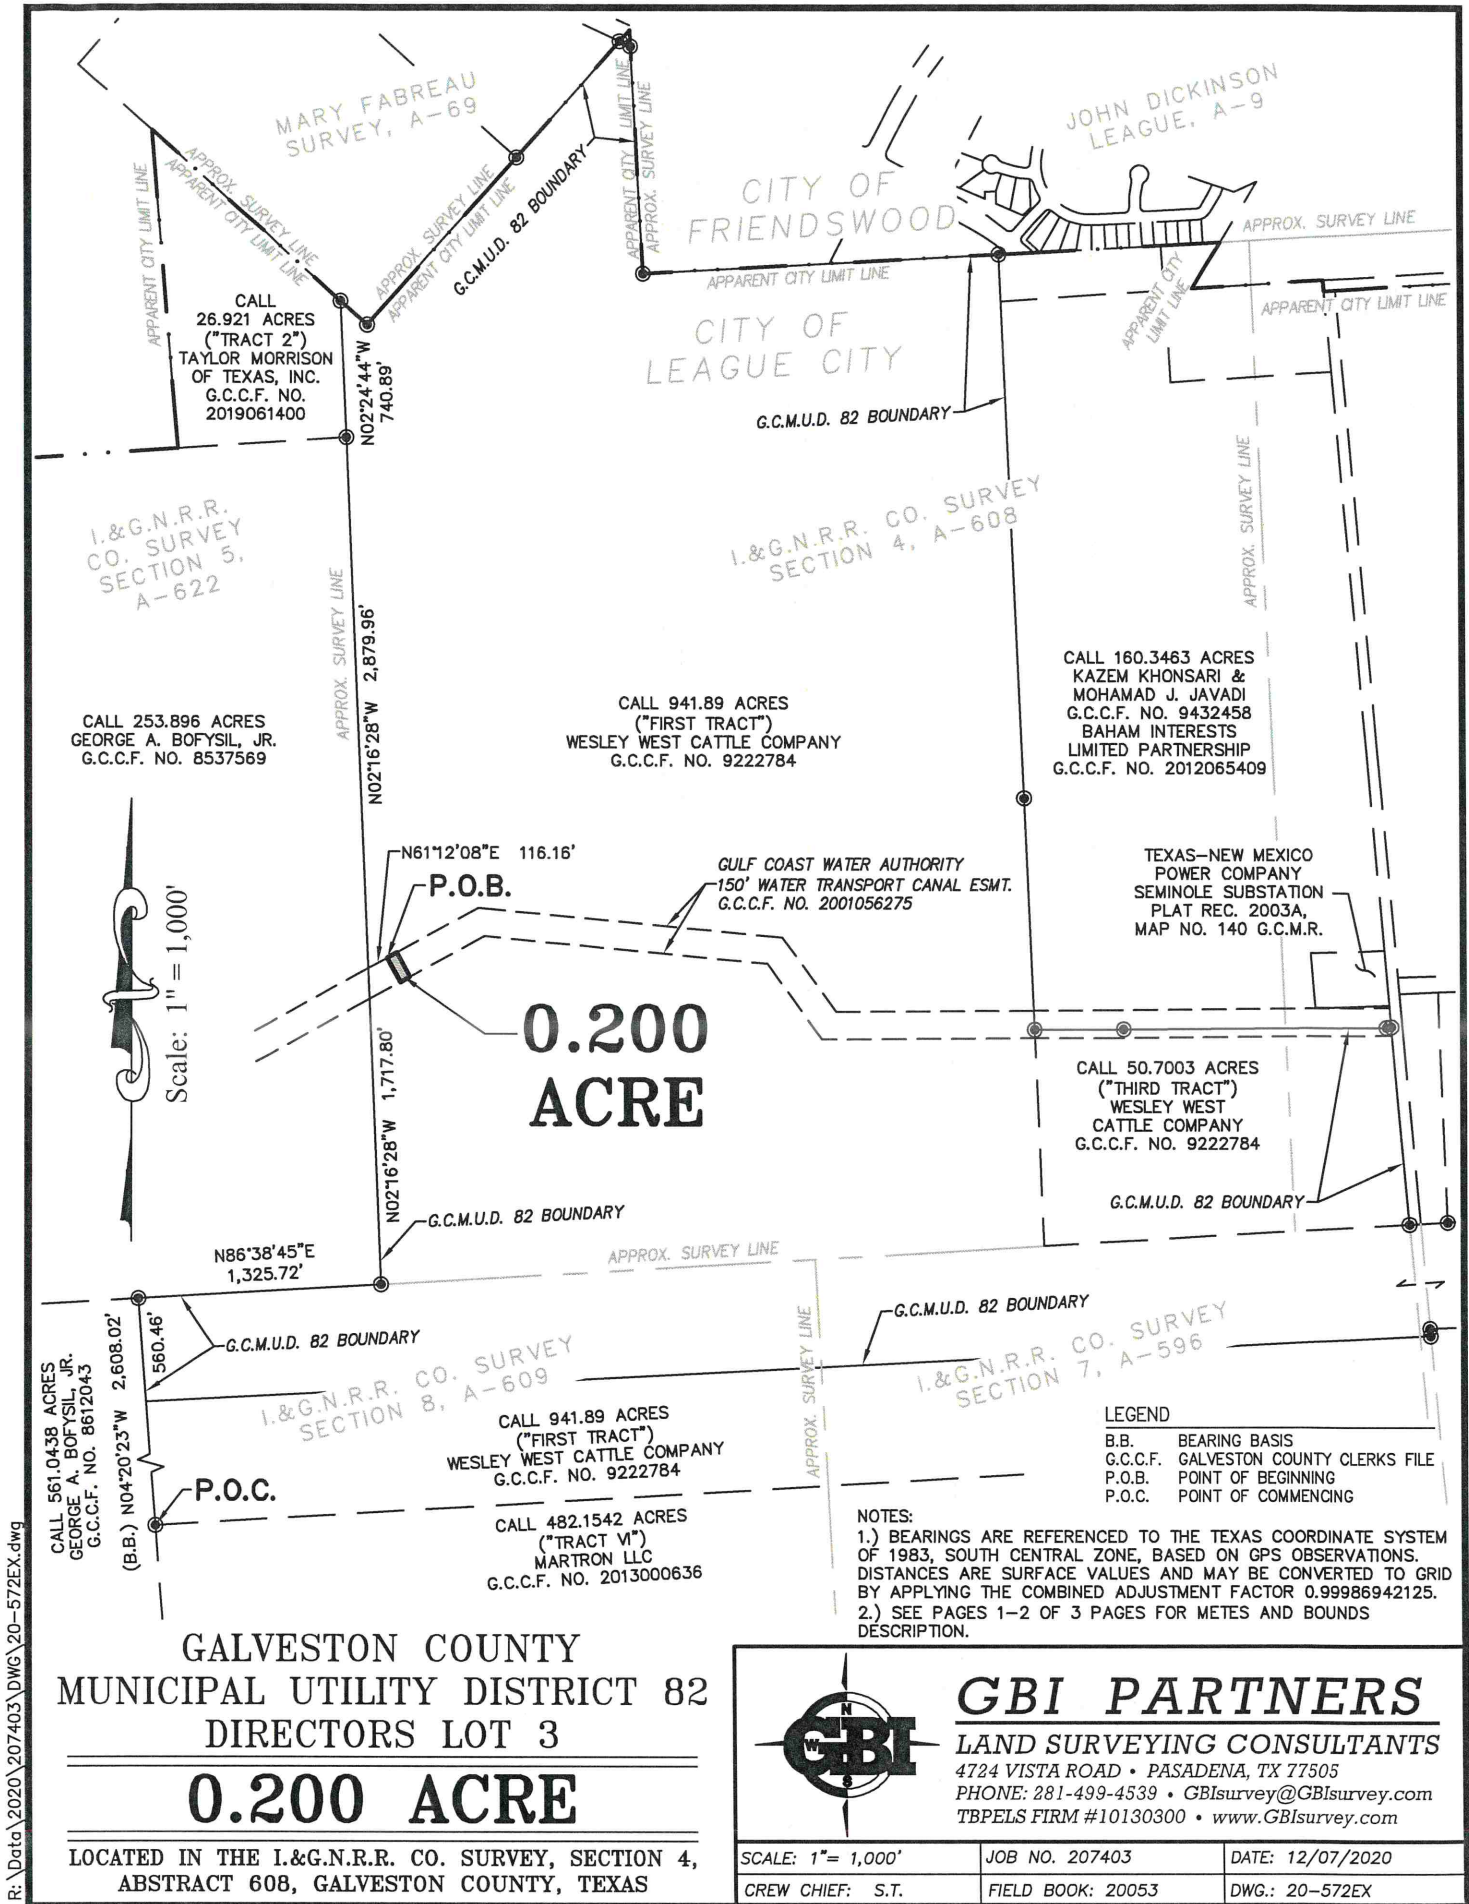 MARY FABREAU
SURVEY, A-69
JOHN DICKINSON
LEAGUE, A-9
APPARENT CITY LIMIT LINE
APPROX. SURVEY LINE
APPARENT CITY LIMIT LINE
APPROX. SURVEY LINE
APPARENT CITY LIMIT LINE
G.C.M.U.D. 82 BOUNDARY
APPARENT CITY LIMIT LINE
APPROX. SURVEY LINE
CITY OF
FRIENDSWOOD
APPARENT CITY LIMIT LINE
APPROX. SURVEY LINE
APPARENT CITY
LIMIT LINE
APPARENT CITY LIMIT LINE
CITY OF
LEAGUE CITY
G.C.M.U.D. 82 BOUNDARY
CALL
26.921 ACRES
("TRACT 2")
TAYLOR MORRISON
OF TEXAS, INC.
G.C.C.F. NO.
2019061400
N02°24'44"W
740.89'
I.&G.N.R.R.
CO. SURVEY
SECTION 5,
A-622
APPROX. SURVEY LINE
N02°16'28"W 2,879.96'
I.&G.N.R.R. CO. SURVEY
SECTION 4, A-608
APPROX. SURVEY LINE
CALL 253.896 ACRES
GEORGE A. BOFYSIL, JR.
G.C.C.F. NO. 8537569
CALL 941.89 ACRES
("FIRST TRACT")
WESLEY WEST CATTLE COMPANY
G.C.C.F. NO. 9222784
CALL 160.3463 ACRES
KAZEM KHONSARI &
MOHAMAD J. JAVADI
G.C.C.F. NO. 9432458
BAHAM INTERESTS
LIMITED PARTNERSHIP
G.C.C.F. NO. 2012065409
Scale: 1" = 1,000'
N61°12'08"E 116.16'
P.O.B.
GULF COAST WATER AUTHORITY
150' WATER TRANSPORT CANAL ESMT.
G.C.C.F. NO. 2001056275
TEXAS-NEW MEXICO
POWER COMPANY
SEMINOLE SUBSTATION
PLAT REC. 2003A,
MAP NO. 140 G.C.M.R.
0.200
ACRE
N02°16'28"W 1,717.80'
CALL 50.7003 ACRES
("THIRD TRACT")
WESLEY WEST
CATTLE COMPANY
G.C.C.F. NO. 9222784
G.C.M.U.D. 82 BOUNDARY
G.C.M.U.D. 82 BOUNDARY
N86°38'45"E
1,325.72'
APPROX. SURVEY LINE
G.C.M.U.D. 82 BOUNDARY
G.C.M.U.D. 82 BOUNDARY
CALL 561.0438 ACRES
GEORGE A. BOFYSIL, JR.
G.C.C.F. NO. 8612043
(B.B.) N04°20'23"W 2,608.02'
560.46'
I.&G.N.R.R. CO. SURVEY
SECTION 8, A-609
APPROX. SURVEY LINE
I.&G.N.R.R. CO. SURVEY
SECTION 7, A-596
CALL 941.89 ACRES
("FIRST TRACT")
WESLEY WEST CATTLE COMPANY
G.C.C.F. NO. 9222784
P.O.C.
CALL 482.1542 ACRES
("TRACT VI")
MARTRON LLC
G.C.C.F. NO. 2013000636
LEGEND
B.B. BEARING BASIS
G.C.C.F. GALVESTON COUNTY CLERKS FILE
P.O.B. POINT OF BEGINNING
P.O.C. POINT OF COMMENCING
NOTES:
1.) BEARINGS ARE REFERENCED TO THE TEXAS COORDINATE SYSTEM
OF 1983, SOUTH CENTRAL ZONE, BASED ON GPS OBSERVATIONS.
DISTANCES ARE SURFACE VALUES AND MAY BE CONVERTED TO GRID
BY APPLYING THE COMBINED ADJUSTMENT FACTOR 0.99986942125.
2.) SEE PAGES 1-2 OF 3 PAGES FOR METES AND BOUNDS
DESCRIPTION.
R:\Data\2020\207403\DWG\20-572EX.dwg
GALVESTON COUNTY
MUNICIPAL UTILITY DISTRICT 82
DIRECTORS LOT 3
0.200 ACRE
LOCATED IN THE I.&G.N.R.R. CO. SURVEY, SECTION 4,
ABSTRACT 608, GALVESTON COUNTY, TEXAS
N
W
GBI
S
GBI PARTNERS
LAND SURVEYING CONSULTANTS
4724 VISTA ROAD • PASADENA, TX 77505
PHONE: 281-499-4539 • GBIsurvey@GBIsurvey.com
TBPELS FIRM #10130300 • www.GBIsurvey.com
SCALE: 1"= 1,000' JOB NO. 207403 DATE: 12/07/2020
CREW CHIEF: S.T. FIELD BOOK: 20053 DWG.: 20-572EX